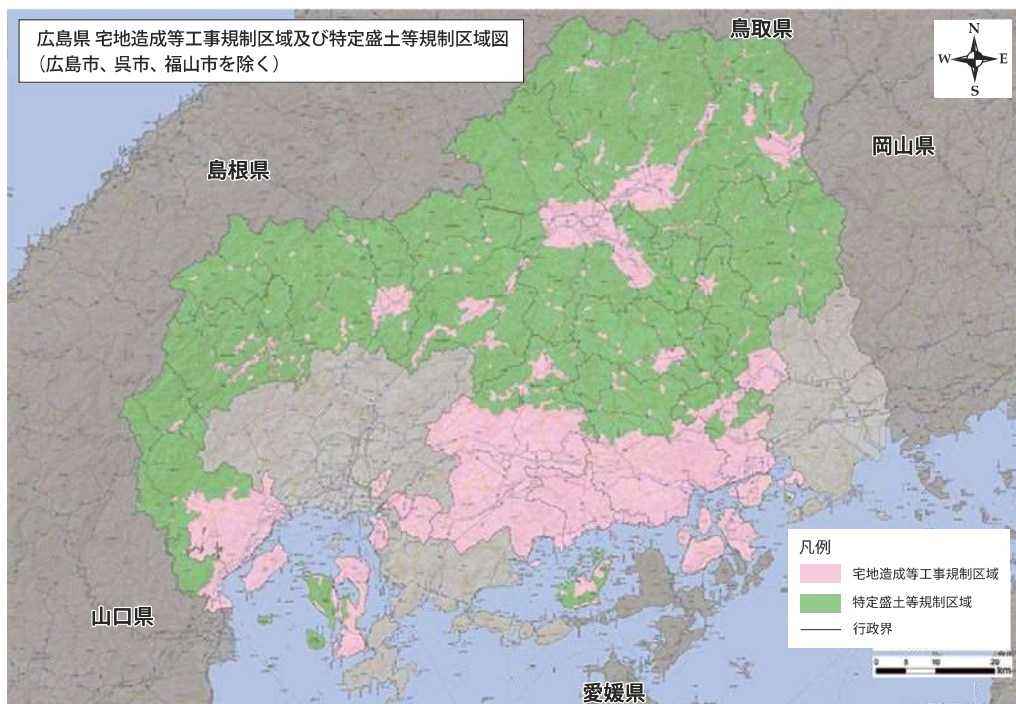 広島県 宅地造成等工事規制区域及び特定盛土等規制区域図
（広島市、呉市、福山市を除く）
鳥取県
N
W
E
S
岡山県
島根県
山口県
愛媛県
凡例
宅地造成等工事規制区域
特定盛土等規制区域
行政界
0 5 10 20
km